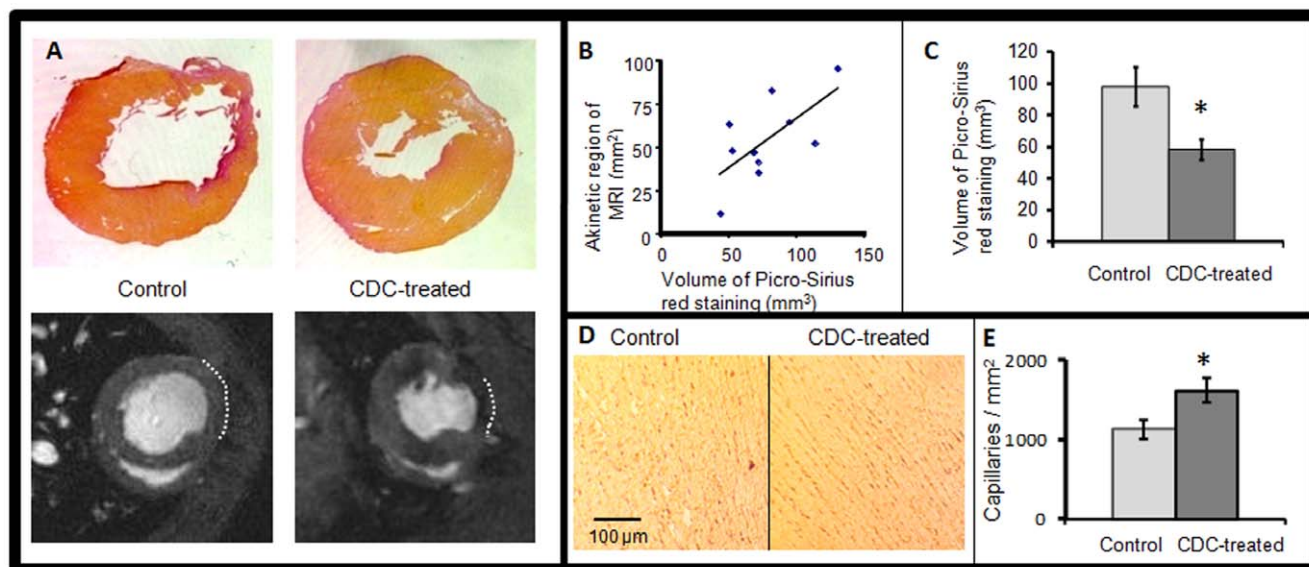 A
Control
CDC-treated
B
100
75
50
25
0
0
50
100
150
Akinetic region of
MRI (mm²)
Volume of Picro-Sirius
red staining (mm³)
C
120
100
80
60
40
20
0
Volume of Picro-Sirius
red staining (mm³)
*
Control
CDC-treated
D
Control
CDC-treated
100 µm
E
2000
1000
0
Capillaries / mm²
*
Control
CDC-treated